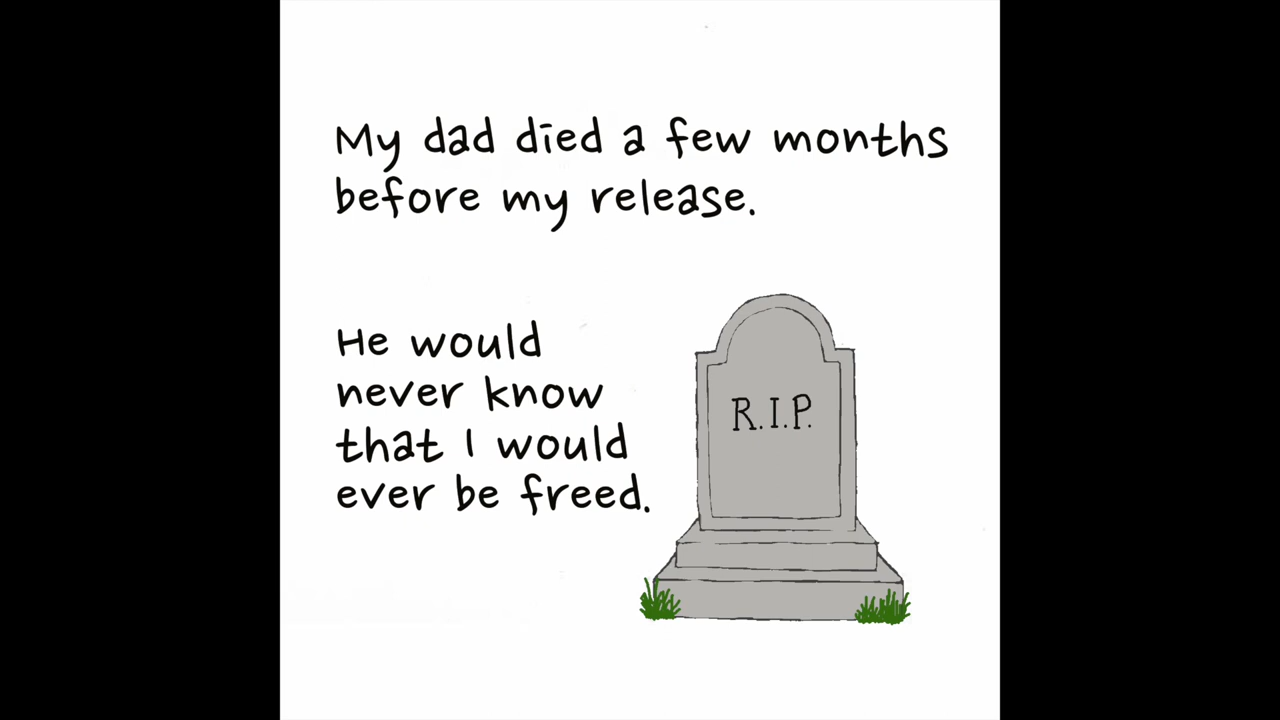 My dad died a few months
before my release.
He would
never know
that I would
ever be freed.
R.I.P.